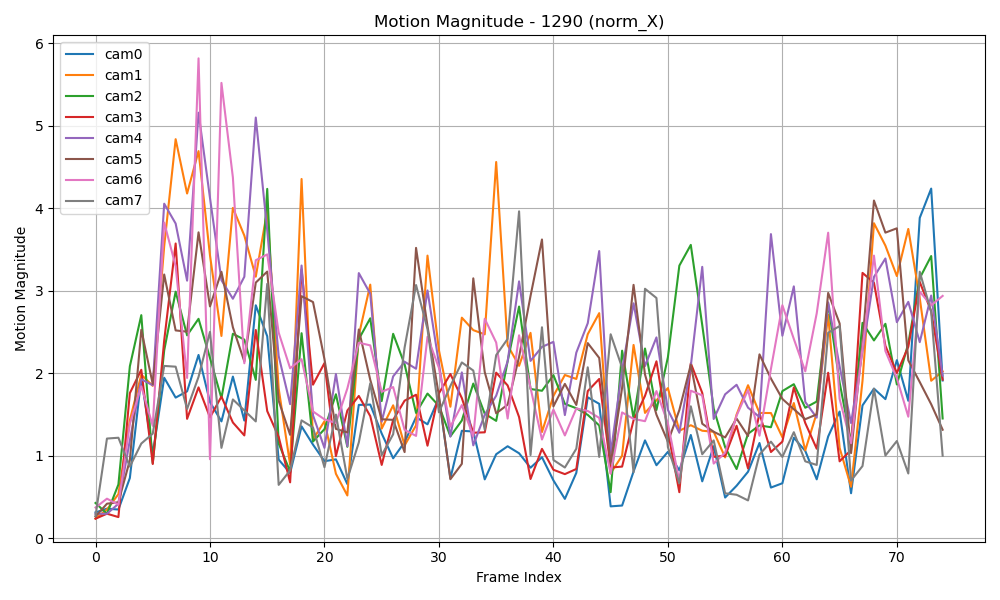 Motion Magnitude - 1290 (norm_X)
6
5
4
3
2
1
0
Motion Magnitude
cam0
cam1
cam2
cam3
cam4
cam5
cam6
cam7
0 10 20 30 40 50 60 70
Frame Index